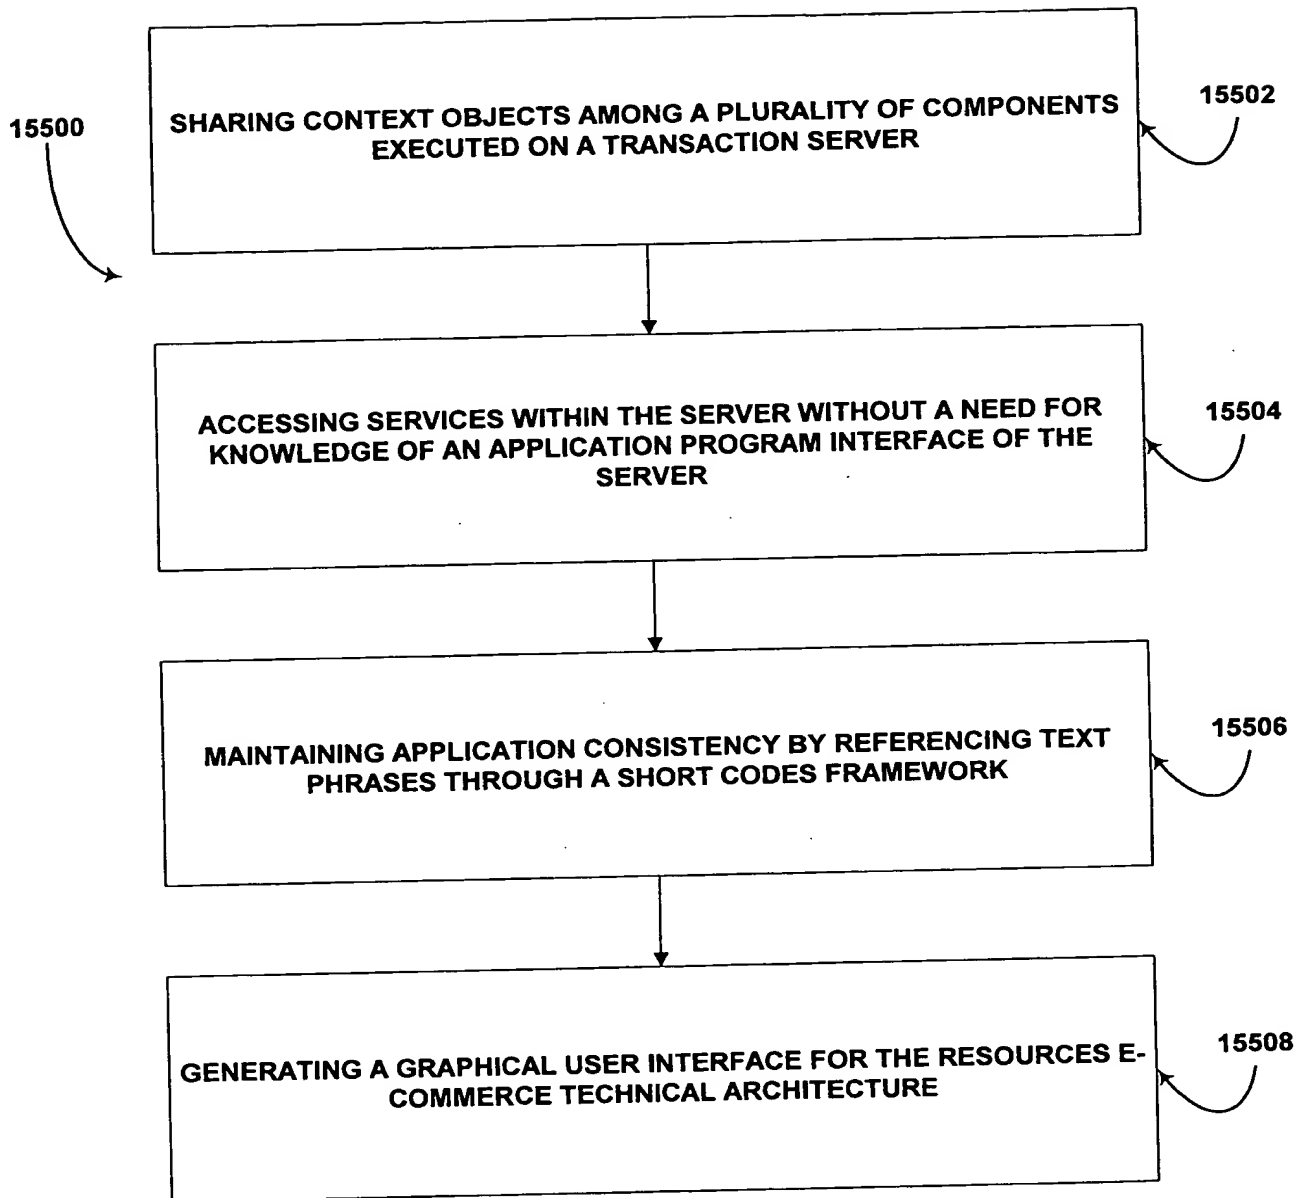 15500
SHARING CONTEXT OBJECTS AMONG A PLURALITY OF COMPONENTS
EXECUTED ON A TRANSACTION SERVER
15502
ACCESSING SERVICES WITHIN THE SERVER WITHOUT A NEED FOR
KNOWLEDGE OF AN APPLICATION PROGRAM INTERFACE OF THE
SERVER
15504
MAINTAINING APPLICATION CONSISTENCY BY REFERENCING TEXT
PHRASES THROUGH A SHORT CODES FRAMEWORK
15506
GENERATING A GRAPHICAL USER INTERFACE FOR THE RESOURCES E-
COMMERCE TECHNICAL ARCHITECTURE
15508